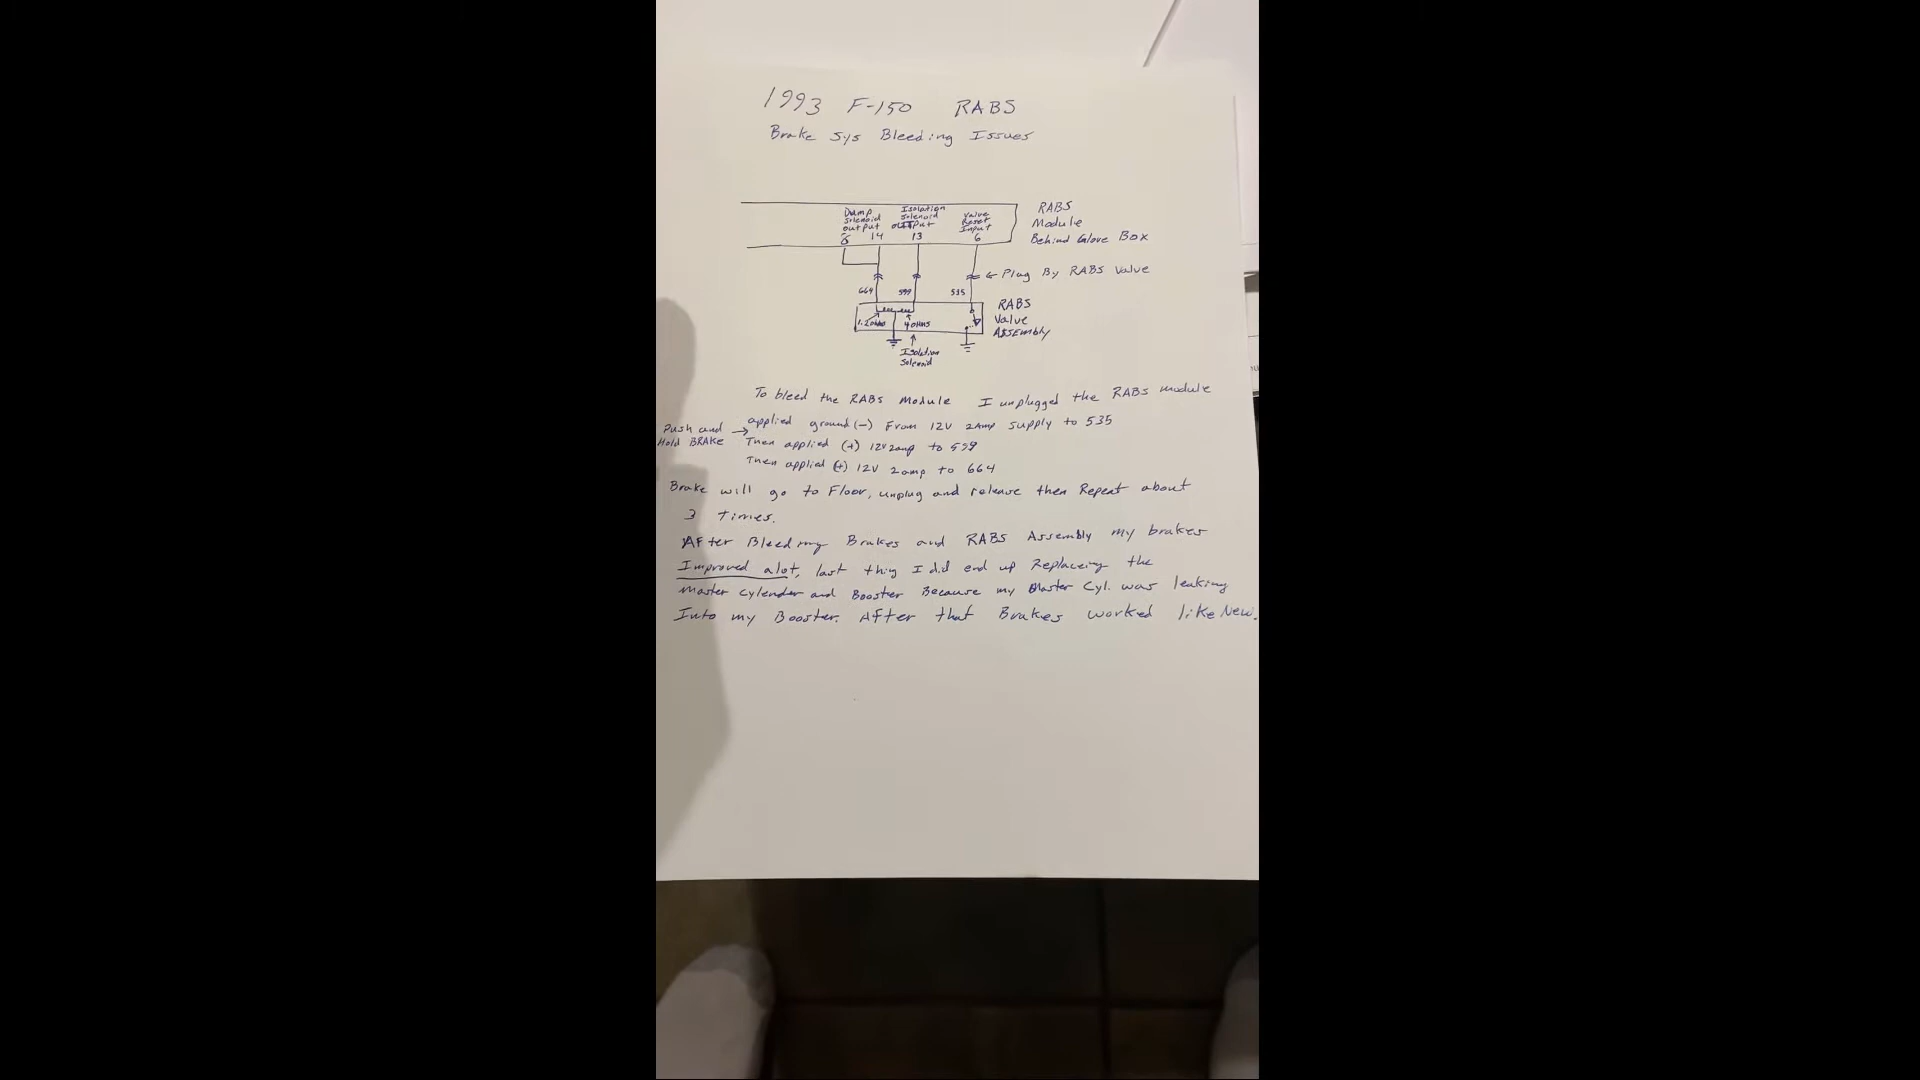 1993 F-150 RABS
Brake Sys Bleeding Issues
Dump Solenoid output
Isolation Solenoid output
Valve Reset Input
8 14 13 6
RABS
Module
Behind Glove Box
← Plug By RABS Valve
664 599 535
RABS
Valve
ASSEmbly
1.2 ohms 4 ohms
Isolation
Solenoid
To bleed the RABS Module I unplugged the RABS module
Push and Hold BRAKE → applied ground (-) From 12V 2Amp supply to 535
Then applied (+) 12V 2amp to 599
Then applied (+) 12V 2amp to 664
Brake will go to Floor, unplug and release then Repeat about
3 Times.
AFter Bleeding my Brakes and RABS Assembly my brakes
Improved alot, last thing I did end up Replaceing the
Master Cylender and Booster Because my Master Cyl. was leaking
Into my Booster. After that Brakes worked like New.